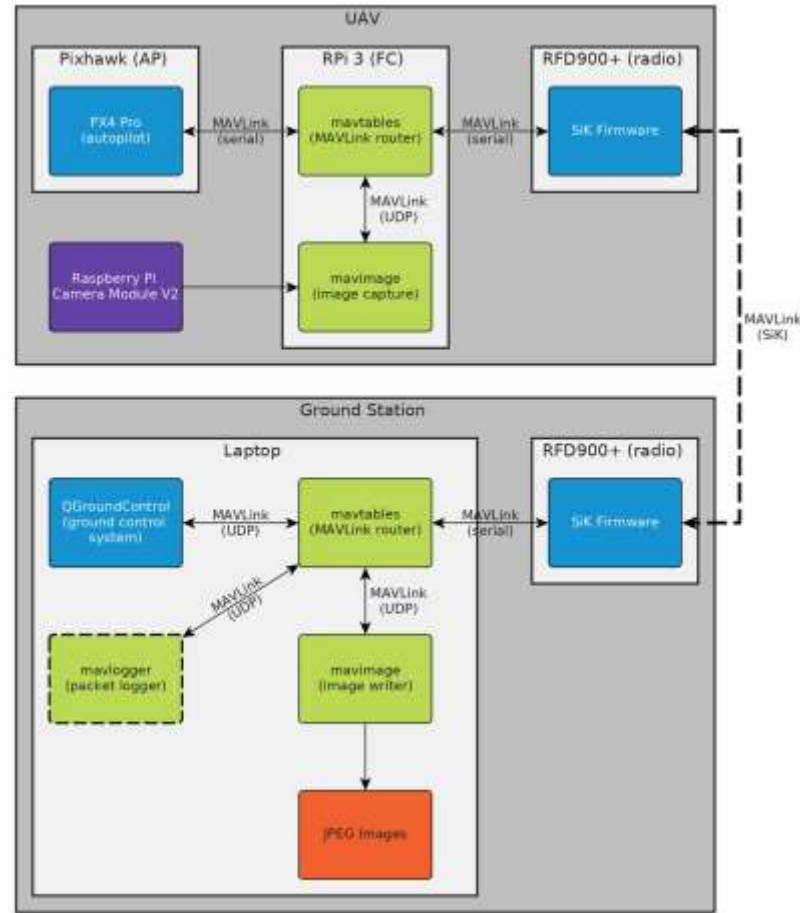 UAV
Pixhawk (AP)
RPi 3 (FC)
RFD900+ (radio)
PX4 Pro
(autopilot)
MAVLink
(serial)
mavtables
(MAVLink router)
MAVLink
(serial)
SiK Firmware
MAVLink
(UDP)
Raspberry Pi
Camera Module V2
mavimage
(image capture)
MAVLink
(SiK)
Ground Station
Laptop
RFD900+ (radio)
QGroundControl
(ground control
system)
MAVLink
(UDP)
mavtables
(MAVLink router)
MAVLink
(serial)
SiK Firmware
MAVLink
(UDP)
MAVLink
(UDP)
mavlogger
(packet logger)
mavimage
(image writer)
JPEG Images